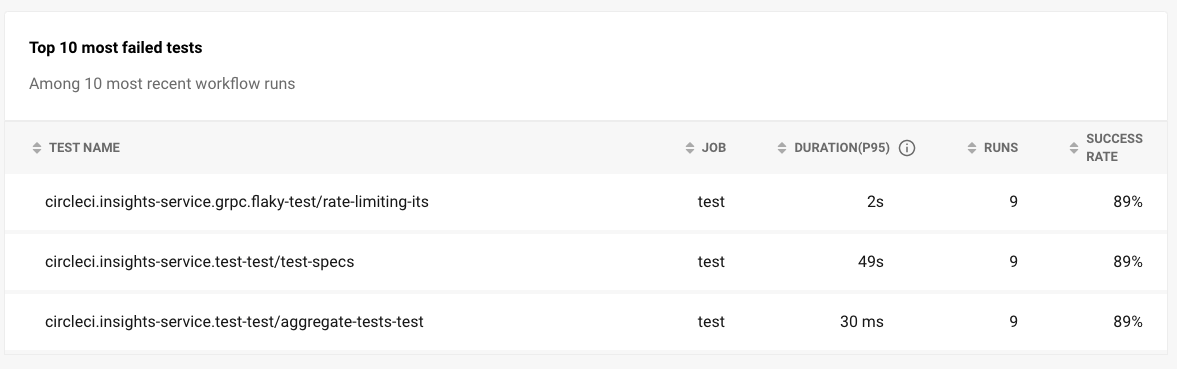 Top 10 most failed tests
Among 10 most recent workflow runs
TEST NAME JOB DURATION(P95) RUNS SUCCESS RATE
circleci.insights-service.grpc.flaky-test/rate-limiting-its test 2s 9 89%
circleci.insights-service.test-test/test-specs test 49s 9 89%
circleci.insights-service.test-test/aggregate-tests-test test 30 ms 9 89%